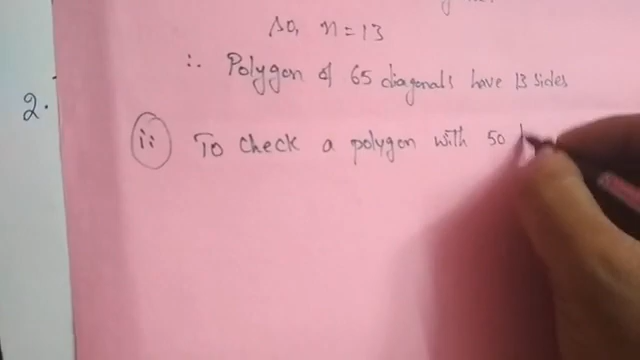 So, n = 13
∴ Polygon of 65 diagonals have 13 sides
2.
ii To check a polygon with 50